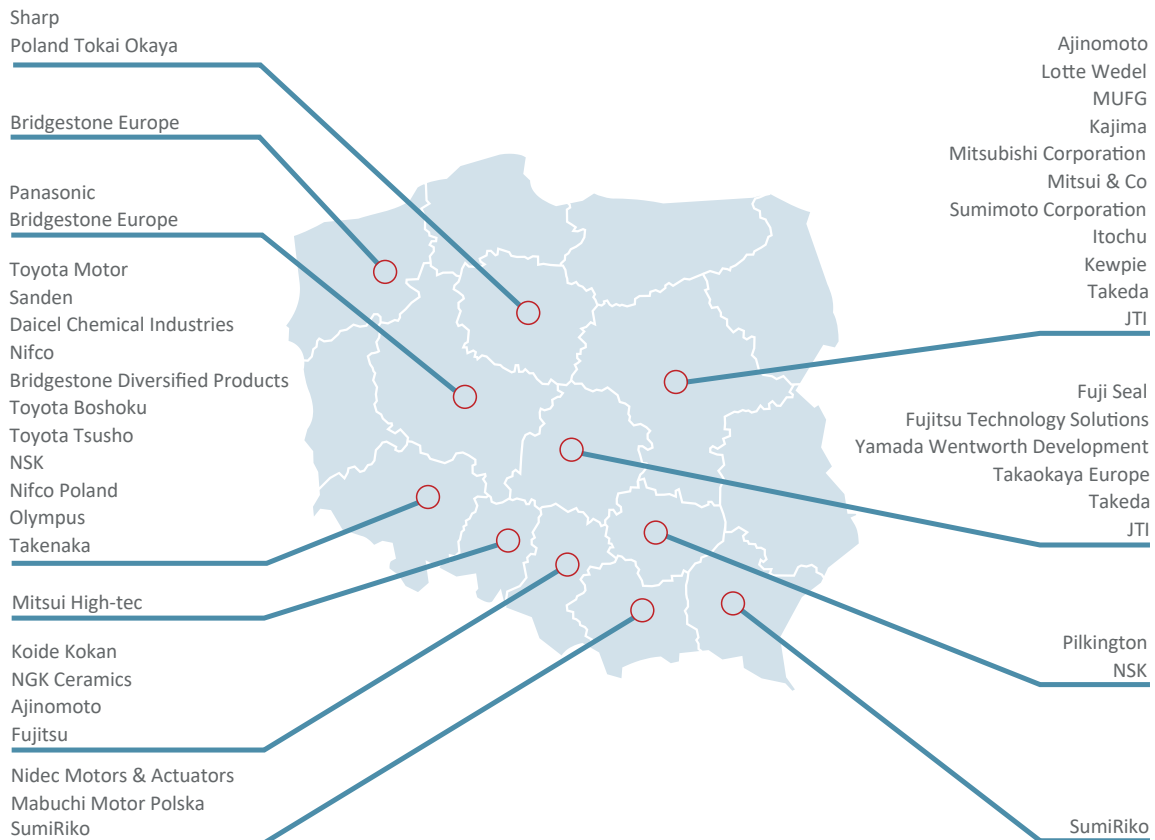 Sharp
Poland Tokai Okaya
Bridgestone Europe
Panasonic
Bridgestone Europe
Toyota Motor
Sanden
Daicel Chemical Industries
Nifco
Bridgestone Diversified Products
Toyota Boshoku
Toyota Tsusho
NSK
Nifco Poland
Olympus
Takenaka
Mitsui High-tec
Koide Kokan
NGK Ceramics
Ajinomoto
Fujitsu
Nidec Motors & Actuators
Mabuchi Motor Polska
SumiRiko
Ajinomoto
Lotte Wedel
MUFG
Kajima
Mitsubishi Corporation
Mitsui & Co
Sumimoto Corporation
Itochu
Kewpie
Takeda
JTI
Fuji Seal
Fujitsu Technology Solutions
Yamada Wentworth Development
Takaokaya Europe
Takeda
JTI
Pilkington
NSK
SumiRiko